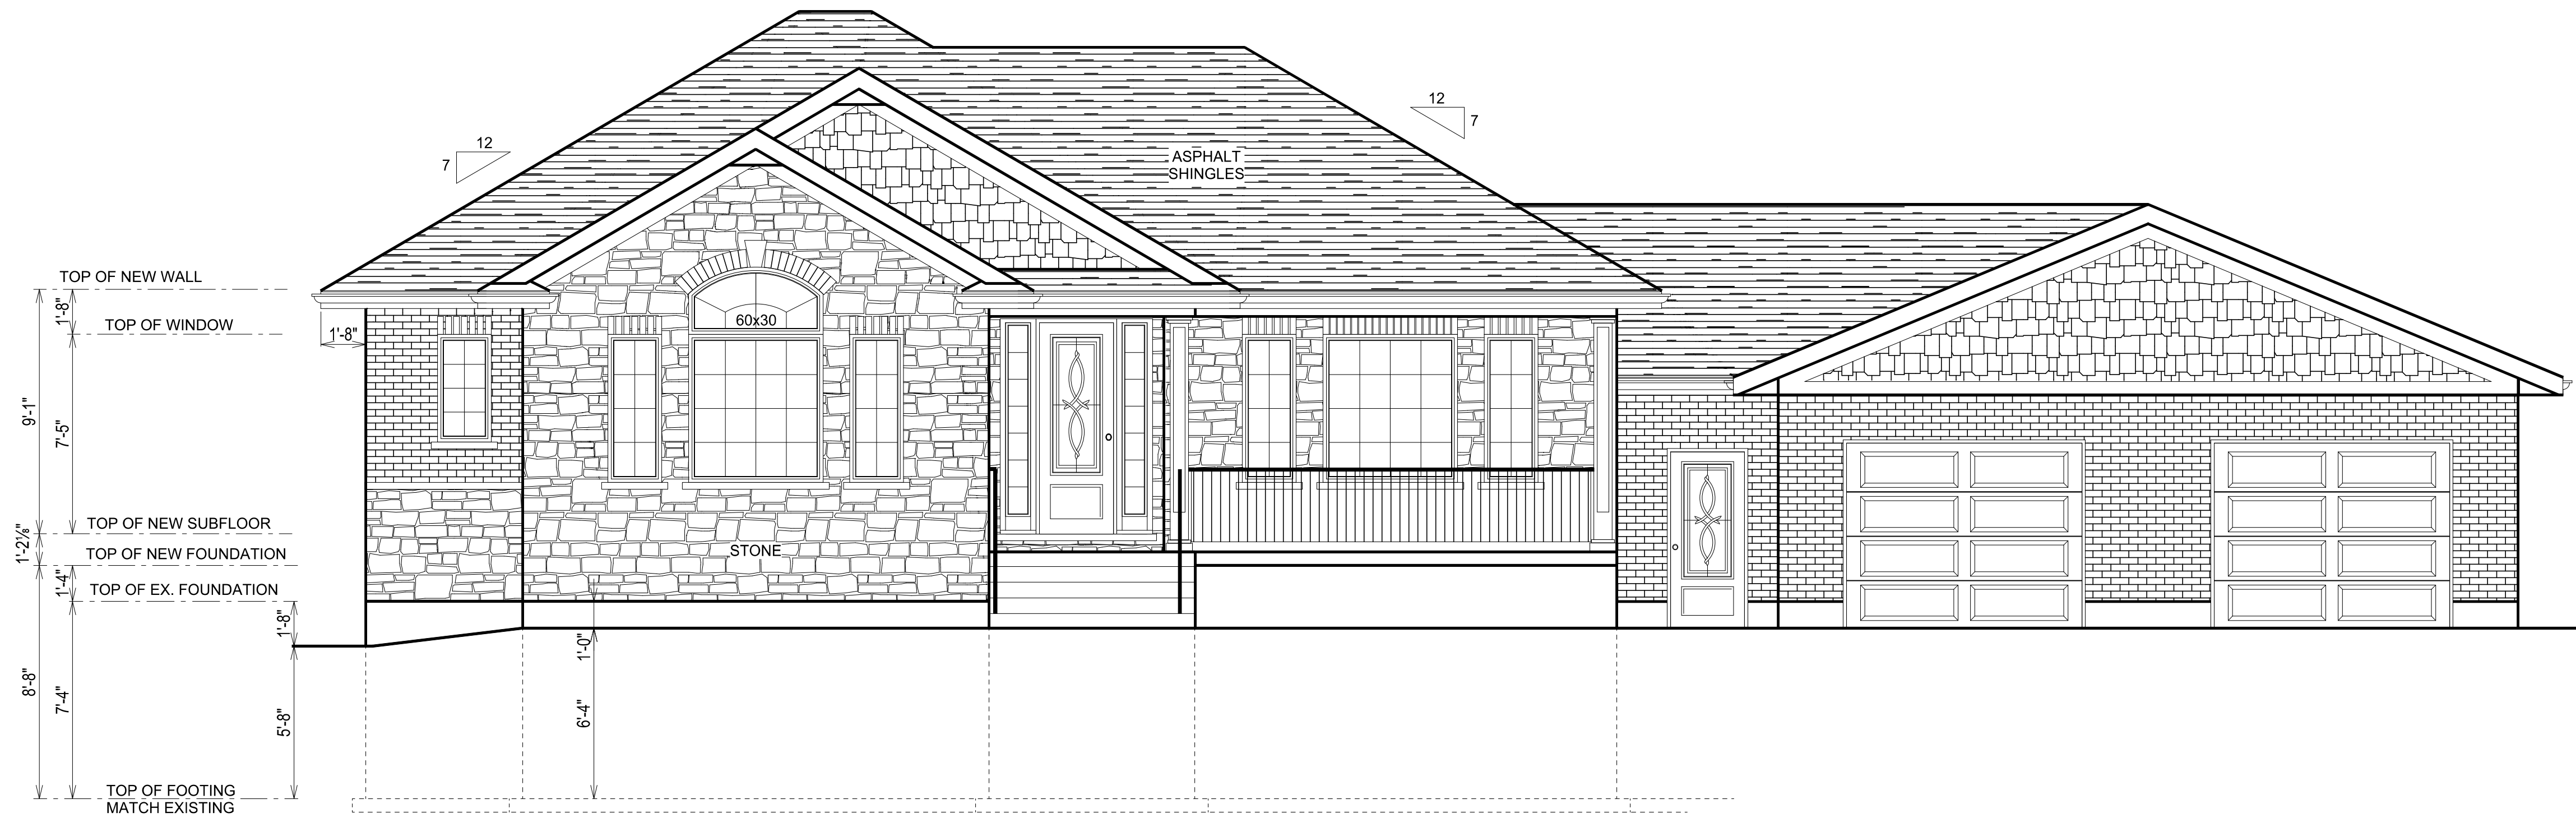 12
7
7
12
ASPHALT
SHINGLES
TOP OF NEW WALL
1'-8"
TOP OF WINDOW
1'-8"
60x30
9'-1"
7'-5"
TOP OF NEW SUBFLOOR
1'-2⅛"
TOP OF NEW FOUNDATION
STONE
1'-4"
TOP OF EX. FOUNDATION
1'-8"
1'-0"
8'-8"
7'-4"
5'-8"
6'-4"
TOP OF FOOTING
MATCH EXISTING